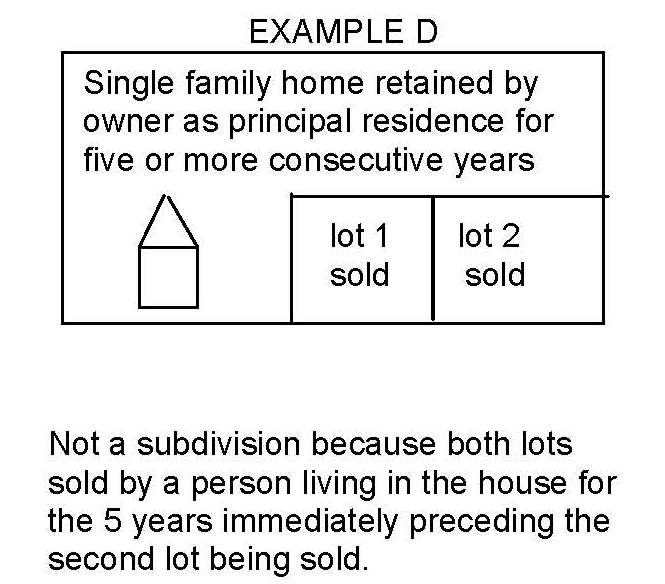 EXAMPLE D
Single family home retained by
owner as principal residence for
five or more consecutive years
lot 1
sold
lot 2
sold
Not a subdivision because both lots
sold by a person living in the house for
the 5 years immediately preceding the
second lot being sold.